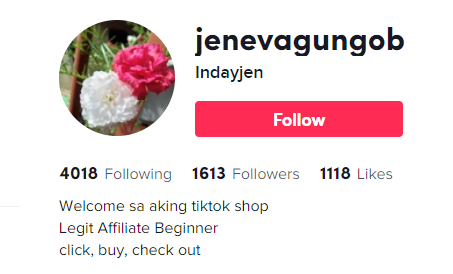 jenevagungob
Indayjen
Follow
4018 Following 1613 Followers 1118 Likes
Welcome sa aking tiktok shop
Legit Affiliate Beginner
click, buy, check out